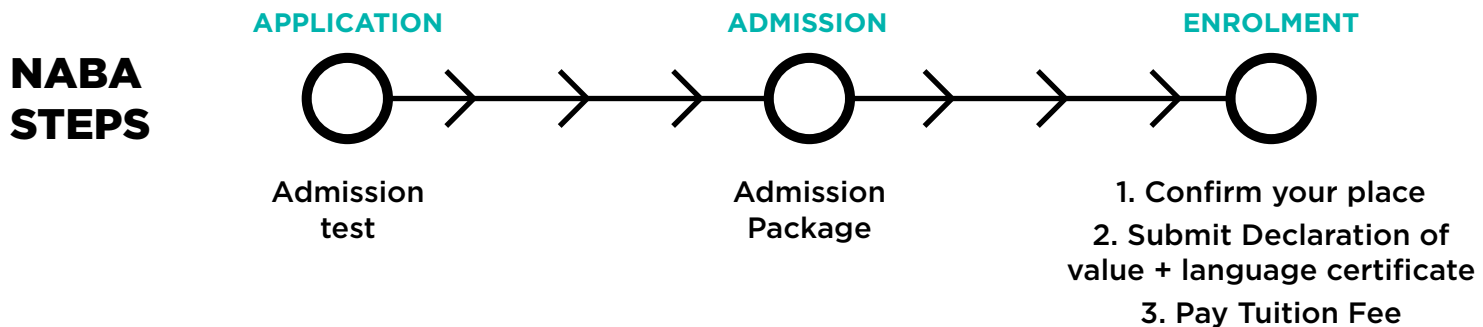 NABA
STEPS
APPLICATION
Admission
test
ADMISSION
Admission
Package
ENROLMENT
1. Confirm your place
2. Submit Declaration of
value + language certificate
3. Pay Tuition Fee